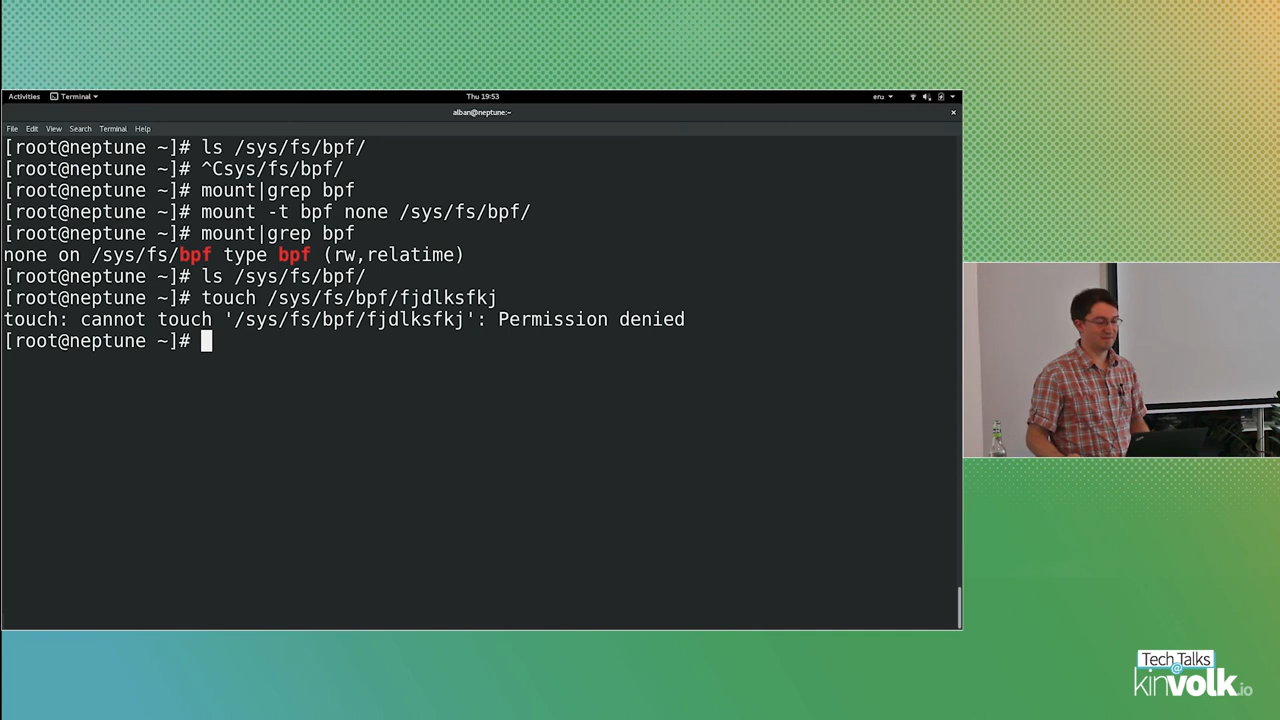 Activities Terminal Thu 19:53 en₂
alban@neptune:~
File Edit View Search Terminal Help
[root@neptune ~]# ls /sys/fs/bpf/
[root@neptune ~]# ^Csys/fs/bpf/
[root@neptune ~]# mount|grep bpf
[root@neptune ~]# mount -t bpf none /sys/fs/bpf/
[root@neptune ~]# mount|grep bpf
none on /sys/fs/bpf type bpf (rw,relatime)
[root@neptune ~]# ls /sys/fs/bpf/
[root@neptune ~]# touch /sys/fs/bpf/fjdlksfkj
touch: cannot touch '/sys/fs/bpf/fjdlksfkj': Permission denied
[root@neptune ~]#
Tech Talks
@
kinvolk.io